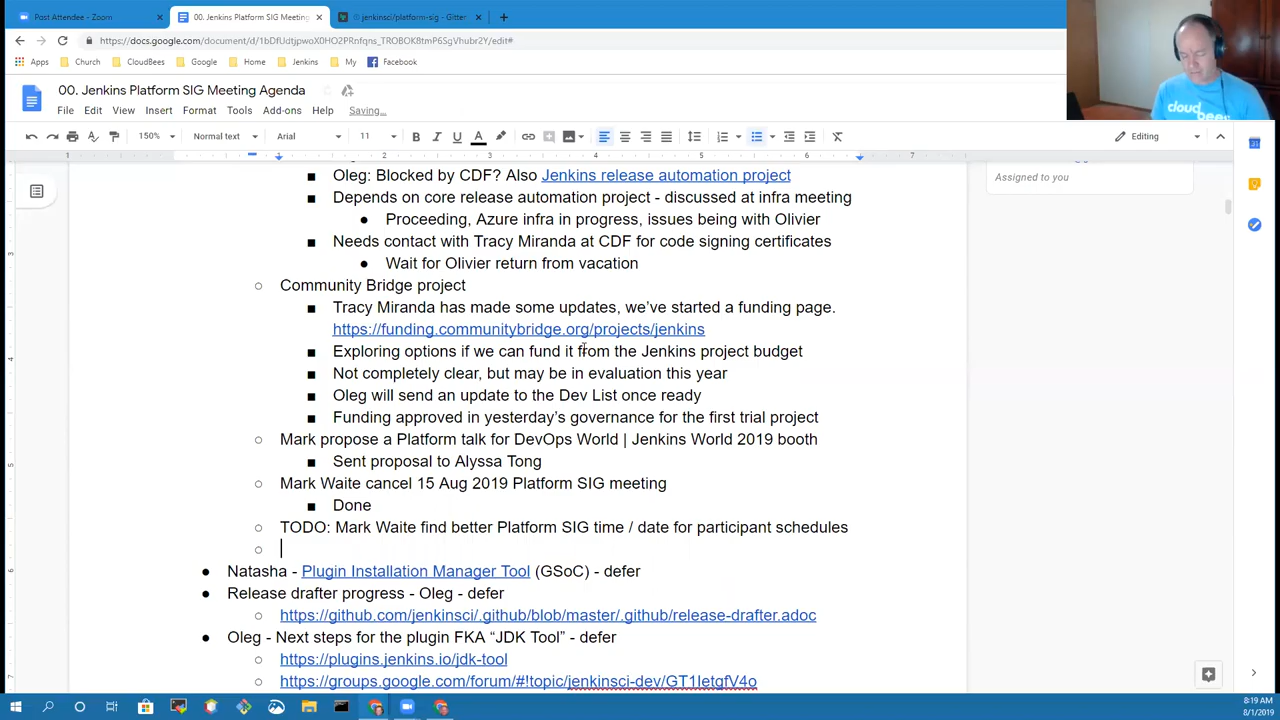 Past Attendee - Zoom
00. Jenkins Platform SIG Meeting
jenkinsci/platform-sig - Gitter
https://docs.google.com/document/d/1bDfUdtjpwoX0HO2PRnfqns_TROBOK8tmP6SgVhubr2Y/edit#
Apps Church CloudBees Google Home Jenkins My Facebook
cloud
bees
00. Jenkins Platform SIG Meeting Agenda
File Edit View Insert Format Tools Add-ons Help Saving...
150% Normal text Arial 11 B I U A Editing
1 1 2 3 4 5 6 7
Oleg: Blocked by CDF? Also Jenkins release automation project
Assigned to you
Depends on core release automation project - discussed at infra meeting
Proceeding, Azure infra in progress, issues being with Olivier
Needs contact with Tracy Miranda at CDF for code signing certificates
Wait for Olivier return from vacation
Community Bridge project
Tracy Miranda has made some updates, we’ve started a funding page.
https://funding.communitybridge.org/projects/jenkins
Exploring options if we can fund it from the Jenkins project budget
Not completely clear, but may be in evaluation this year
Oleg will send an update to the Dev List once ready
Funding approved in yesterday’s governance for the first trial project
Mark propose a Platform talk for DevOps World | Jenkins World 2019 booth
Sent proposal to Alyssa Tong
Mark Waite cancel 15 Aug 2019 Platform SIG meeting
Done
TODO: Mark Waite find better Platform SIG time / date for participant schedules
Natasha - Plugin Installation Manager Tool (GSoC) - defer
Release drafter progress - Oleg - defer
https://github.com/jenkinsci/.github/blob/master/.github/release-drafter.adoc
Oleg - Next steps for the plugin FKA “JDK Tool” - defer
https://plugins.jenkins.io/jdk-tool
https://groups.google.com/forum/#!topic/jenkinsci-dev/GT1IetgfV4o
8:19 AM
8/1/2019